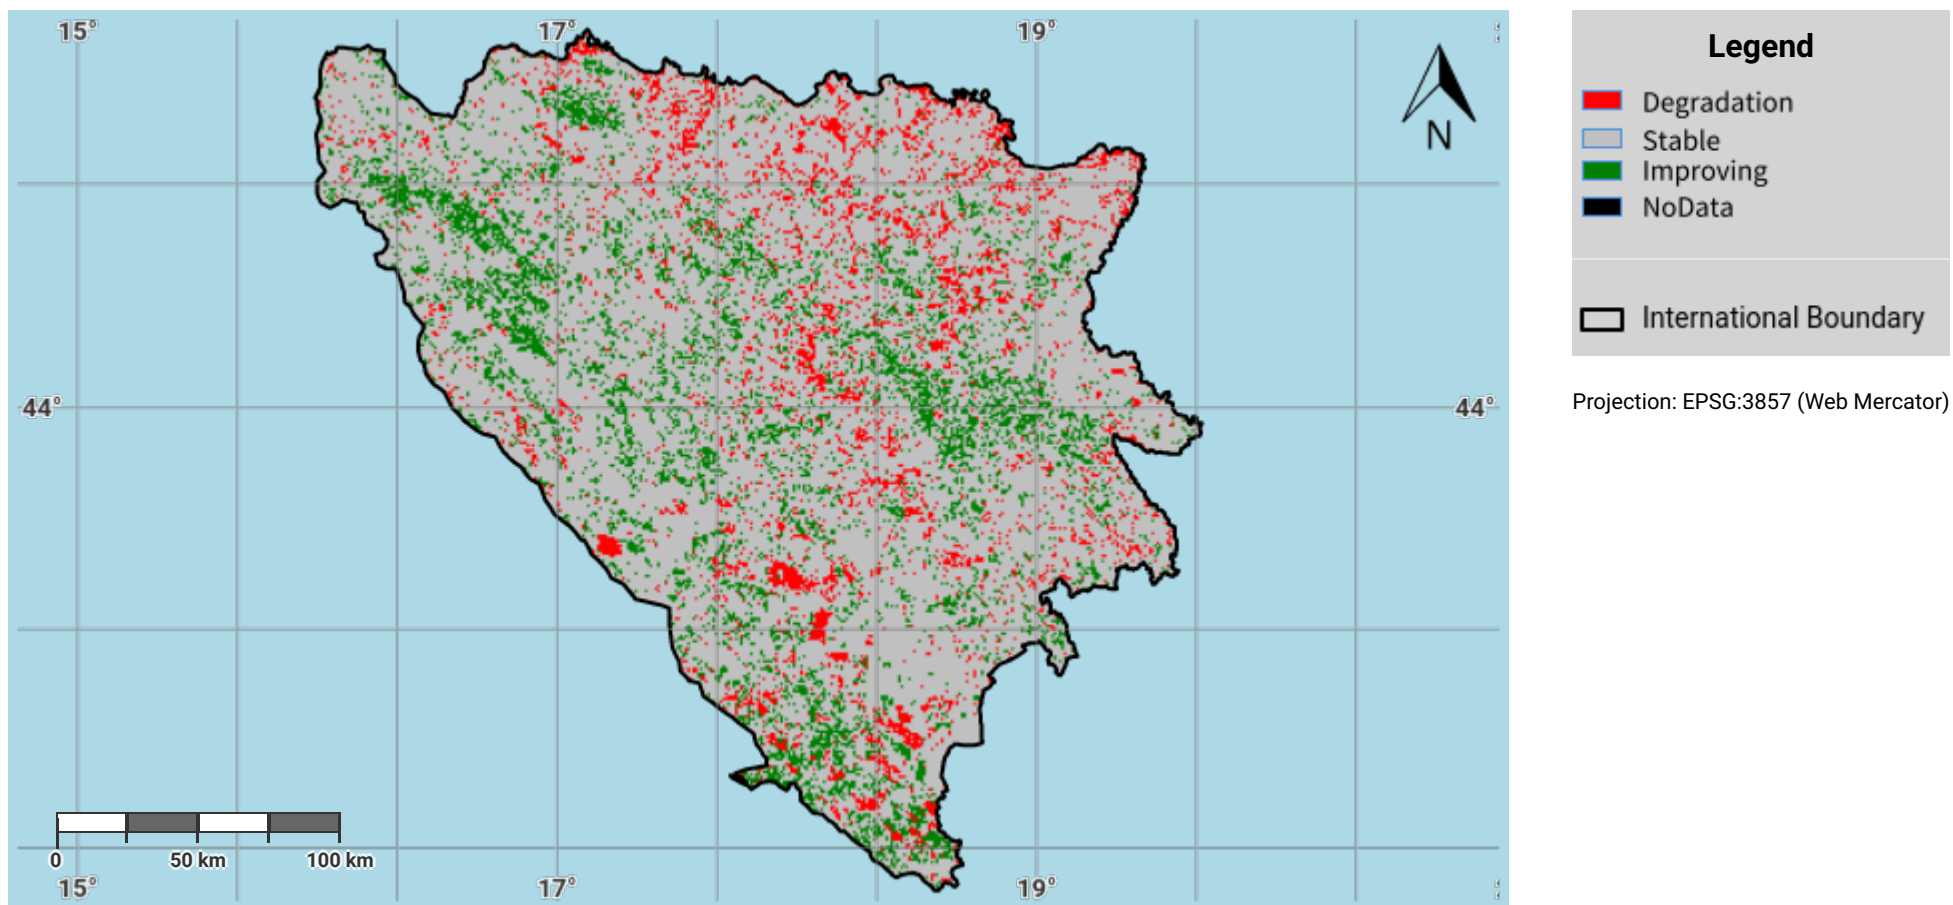 15° 17° 19°
N
44° 44°
0 50 km 100 km
15° 17° 19°
Legend
Degradation
Stable
Improving
NoData
International Boundary
Projection: EPSG:3857 (Web Mercator)